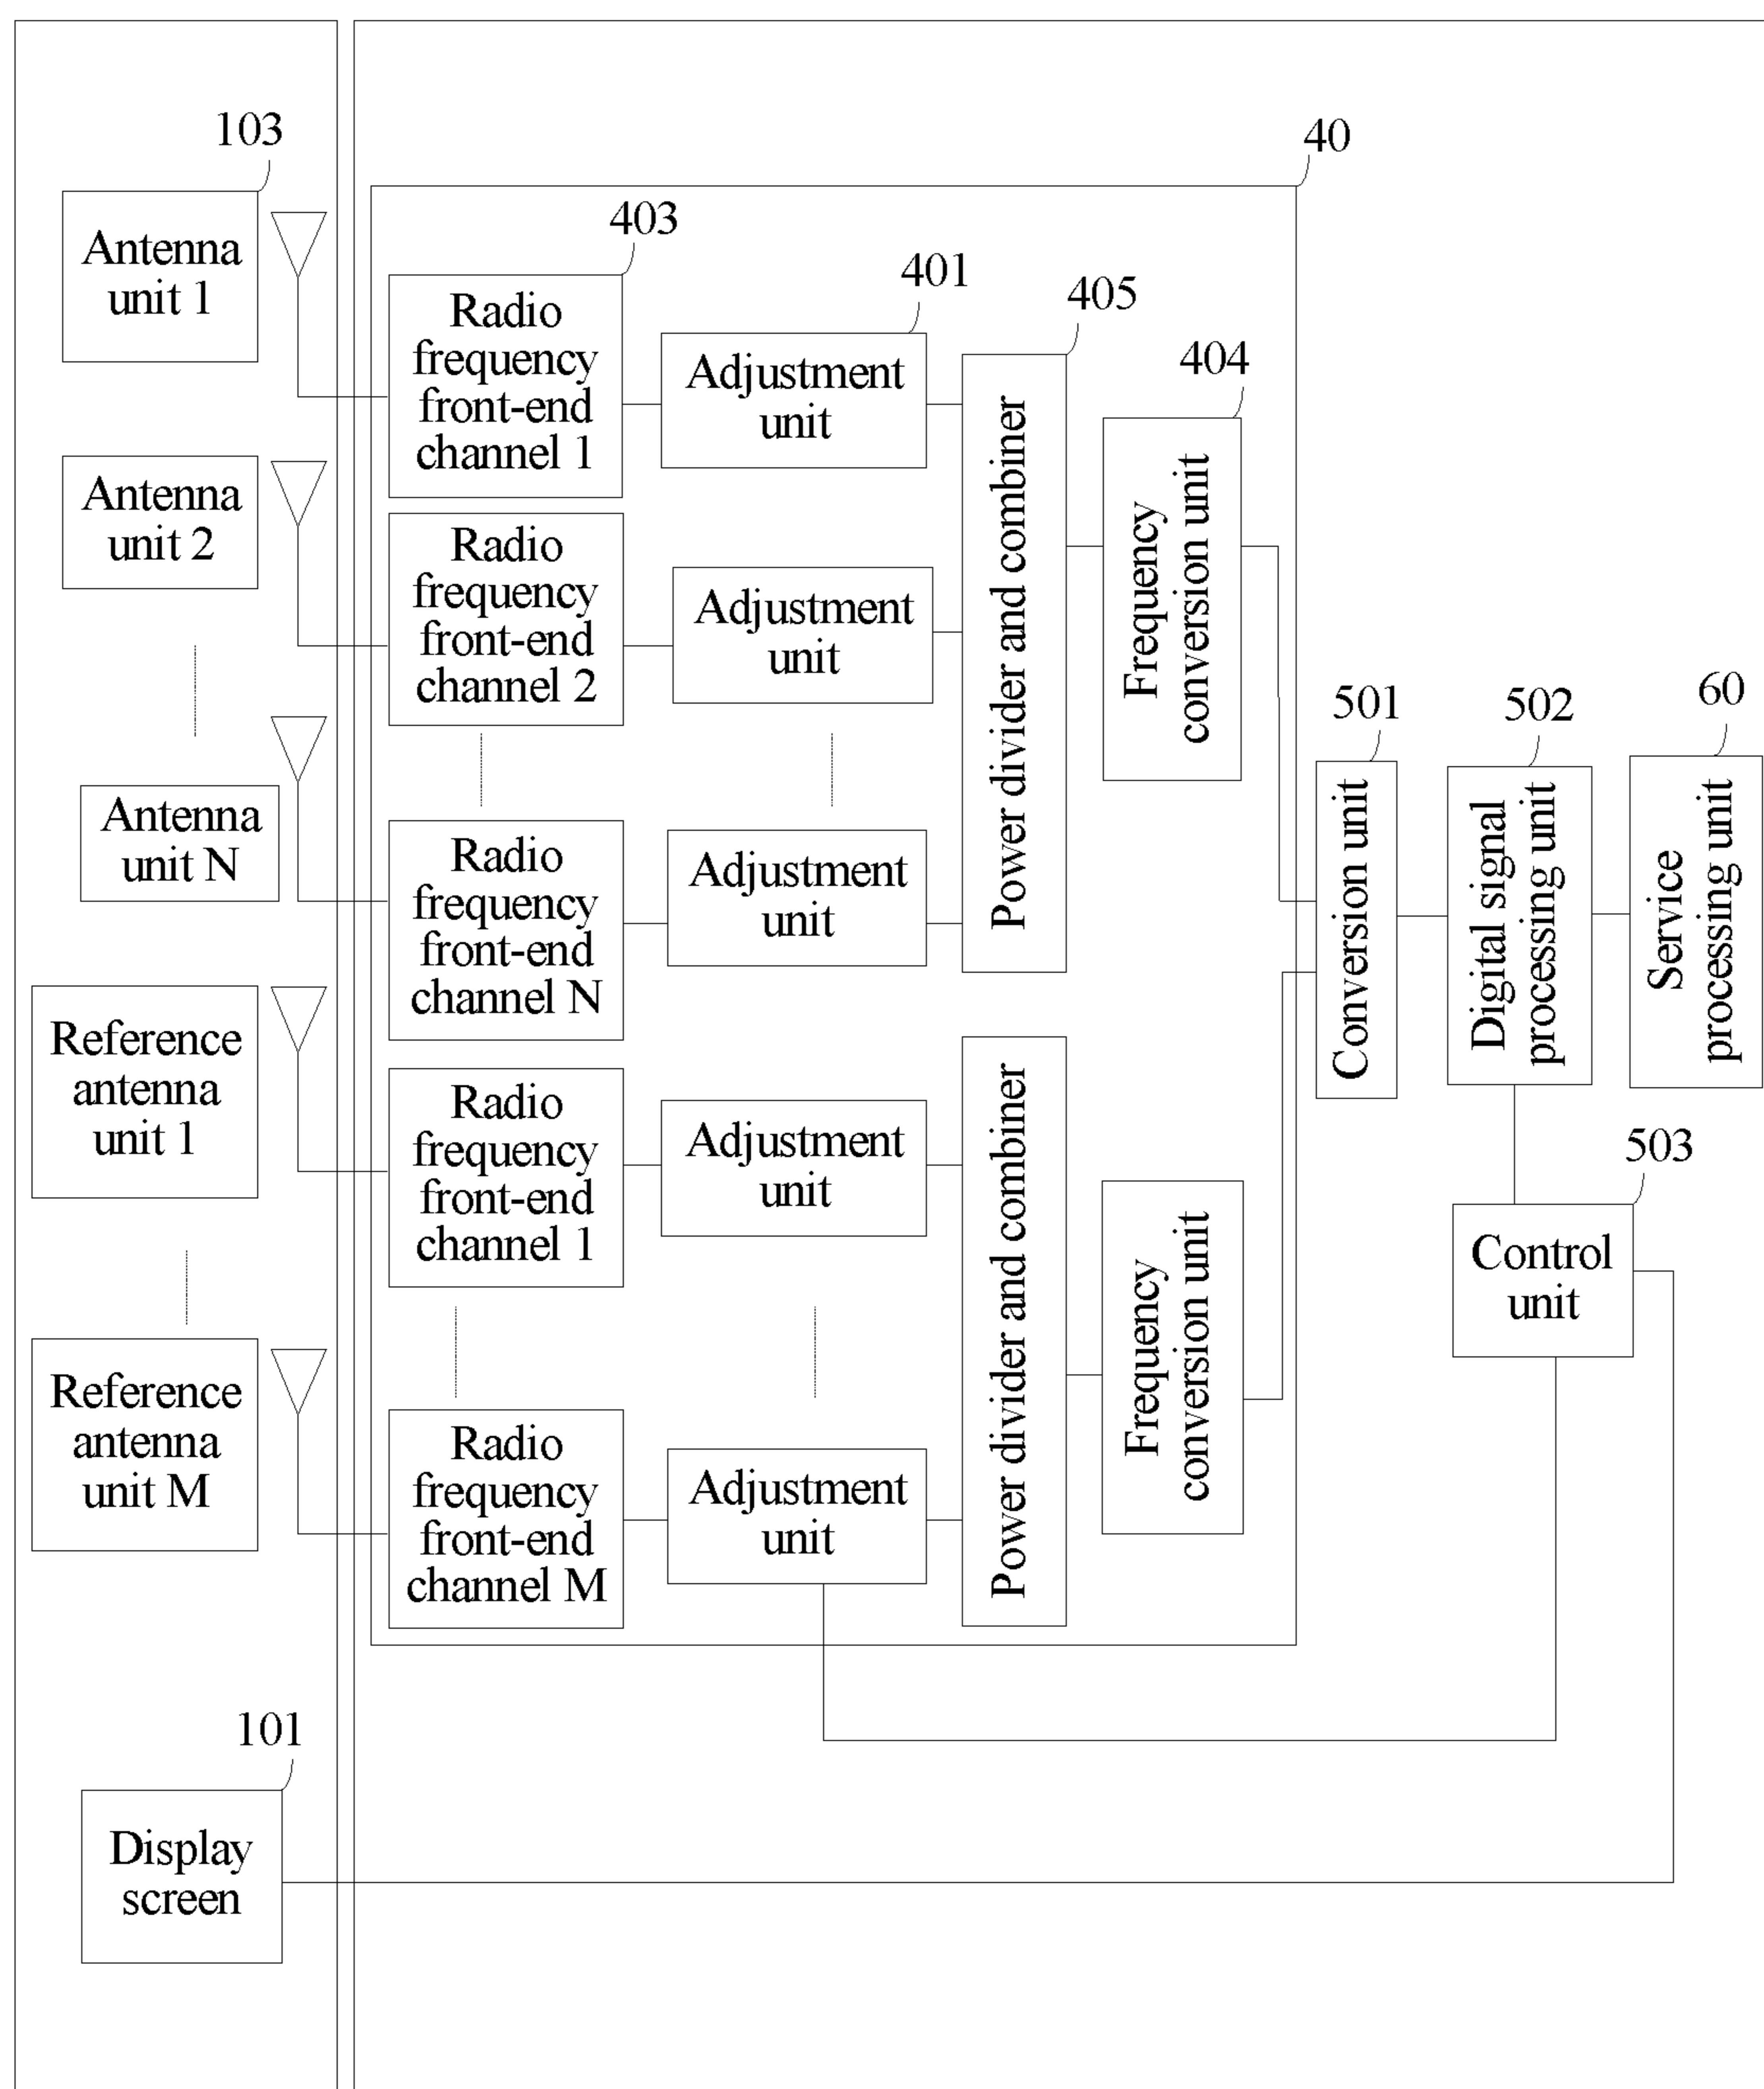 103
Antenna
unit 1
Antenna
unit 2
Antenna
unit N
Reference
antenna
unit 1
Reference
antenna
unit M
101
Display
screen
40
403
Radio
frequency
front-end
channel 1
Radio
frequency
front-end
channel 2
Radio
frequency
front-end
channel N
Radio
frequency
front-end
channel 1
Radio
frequency
front-end
channel M
401
Adjustment
unit
Adjustment
unit
Adjustment
unit
Adjustment
unit
Adjustment
unit
405
Power divider and combiner
Power divider and combiner
404
Frequency
conversion unit
Frequency
conversion unit
501
Conversion unit
502
Digital signal
processing unit
60
Service
processing unit
503
Control
unit